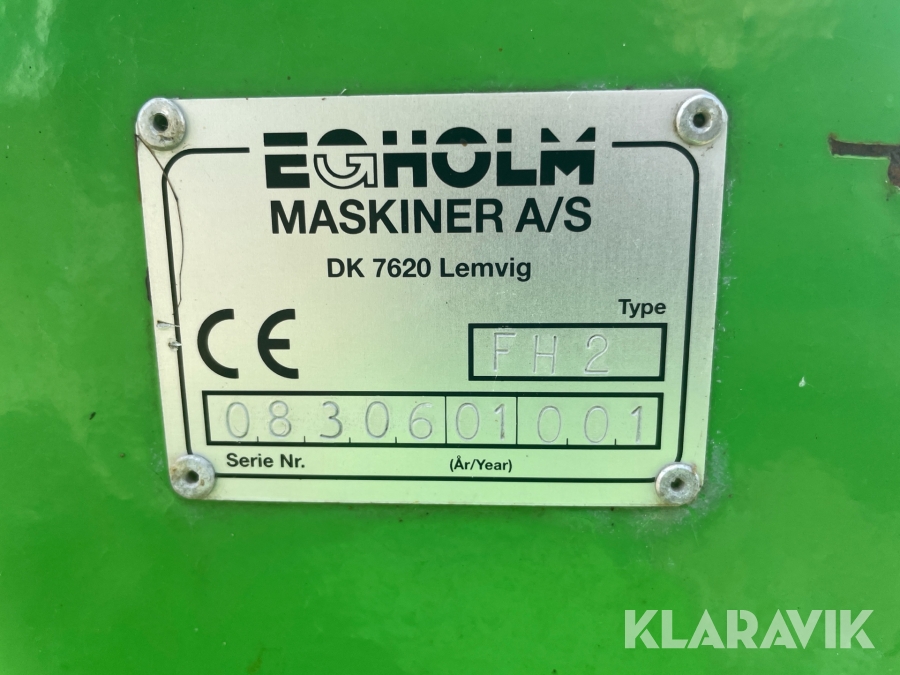 EGHOLM
MASKINER A/S
DK 7620 Lemvig
Type
CE
FH2
08306 01 001
Serie Nr.
(År/Year)
KLARAVIK